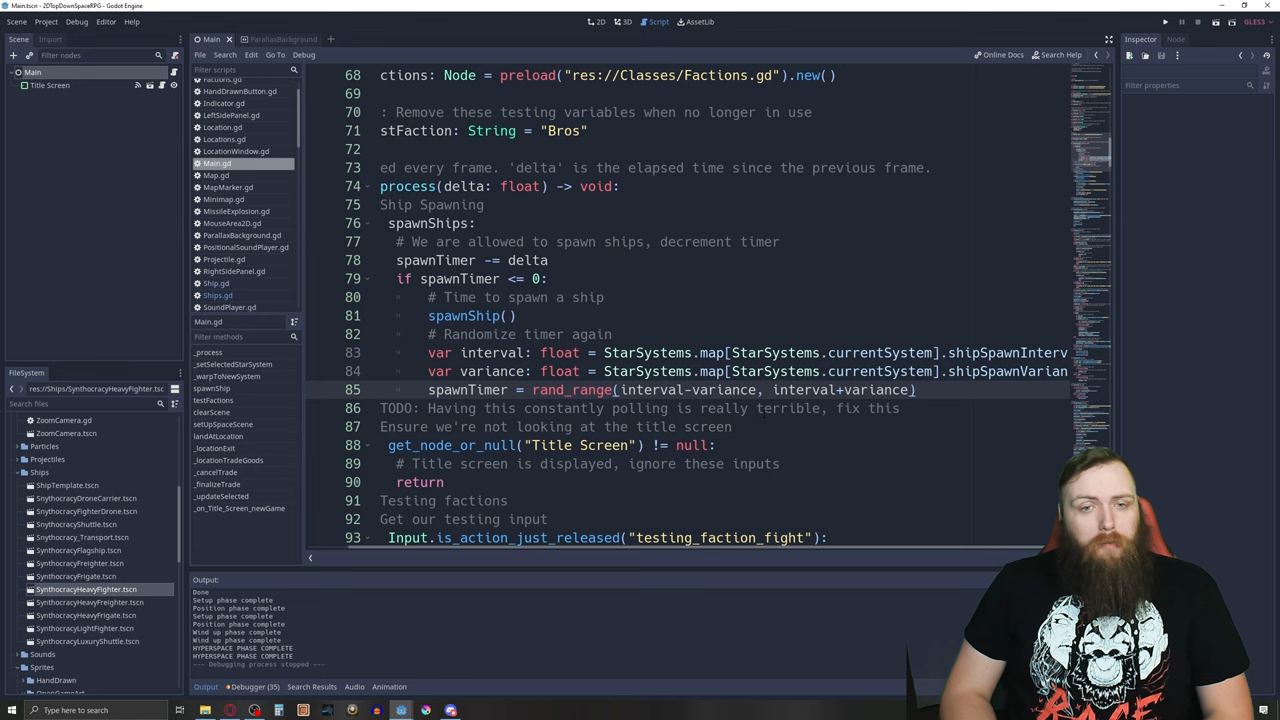 Main.tscn - 2DTopDownSpaceRPG - Godot Engine
Scene Project Debug Editor Help
2D 3D Script AssetLib
GLES3
Scene Import
Filter nodes
Main
Title Screen
FileSystem
res://Ships/SynthocracyHeavyFighter.tsc
Search files
ZoomCamera.gd
ZoomCamera.tscn
Particles
Projectiles
Ships
ShipTemplate.tscn
SnythocracyDroneCarrier.tscn
SynthocracyFighterDrone.tscn
SynthocracyShuttle.tscn
Synthocracy_Transport.tscn
SynthocracyFlagship.tscn
SynthocracyFreighter.tscn
SynthocracyFrigate.tscn
SynthocracyHeavyFighter.tscn
SynthocracyHeavyFreighter.tscn
SynthocracyHeavyFrigate.tscn
SynthocracyLightFighter.tscn
SynthocracyLuxuryShuttle.tscn
Sounds
Sprites
HandDrawn
OpenGameArt
Main ParallaxBackground
File Search Edit Go To Debug
Online Docs Search Help
Filter scripts
Factions.gd
HandDrawnButton.gd
Indicator.gd
LeftSidePanel.gd
Location.gd
Locations.gd
LocationWindow.gd
Main.gd
Map.gd
MapMarker.gd
Minimap.gd
MissileExplosion.gd
MouseArea2D.gd
ParallaxBackground.gd
PositionalSoundPlayer.gd
Projectile.gd
RightSidePanel.gd
Ship.gd
Ships.gd
SoundPlayer.gd
Main.gd
Filter methods
_process
_setSelectedStarSystem
_warpToNewSystem
spawnShip
testFactions
clearScene
setUpSpaceScene
landAtLocation
_locationExit
_locationTradeGoods
_cancelTrade
_finalizeTrade
_updateSelected
_on_Title_Screen_newGame
68 ctions: Node = preload("res://Classes/Factions.gd").new()
69
70 remove these testing variables when no longer in use
71 stFaction: String = "Bros"
72
73 ed every frame. 'delta' is the elapsed time since the previous frame.
74 process(delta: float) -> void:
75 Ship Spawning
76 spawnShips:
77 # We are allowed to spawn ships, decrement timer
78 spawnTimer -= delta
79 if spawnTimer <= 0:
80 # Time to spawn a ship
81 spawnShip()
82 # Randomize timer again
83 var interval: float = StarSystems.map[StarSystems.currentSystem].shipSpawnInterv
84 var variance: float = StarSystems.map[StarSystems.currentSystem].shipSpawnVarian
85 spawnTimer = rand_range(interval-variance, interval+variance)
86 TODO: Having this constantly polling is really terrible, fix this
87 nsure we're not looking at the title screen
88 get_node_or_null("Title Screen") != null:
89 # Title screen is displayed, ignore these inputs
90 return
91 Testing factions
92 Get our testing input
93 Input.is_action_just_released("testing_faction_fight"):
Output:
Done
Setup phase complete
Position phase complete
Setup phase complete
Position phase complete
Wind up phase complete
Wind up phase complete
HYPERSPACE PHASE COMPLETE
HYPERSPACE PHASE COMPLETE
--- Debugging process stopped ---
Output Debugger (35) Search Results Audio Animation
Inspector Node
Filter properties
Type here to search